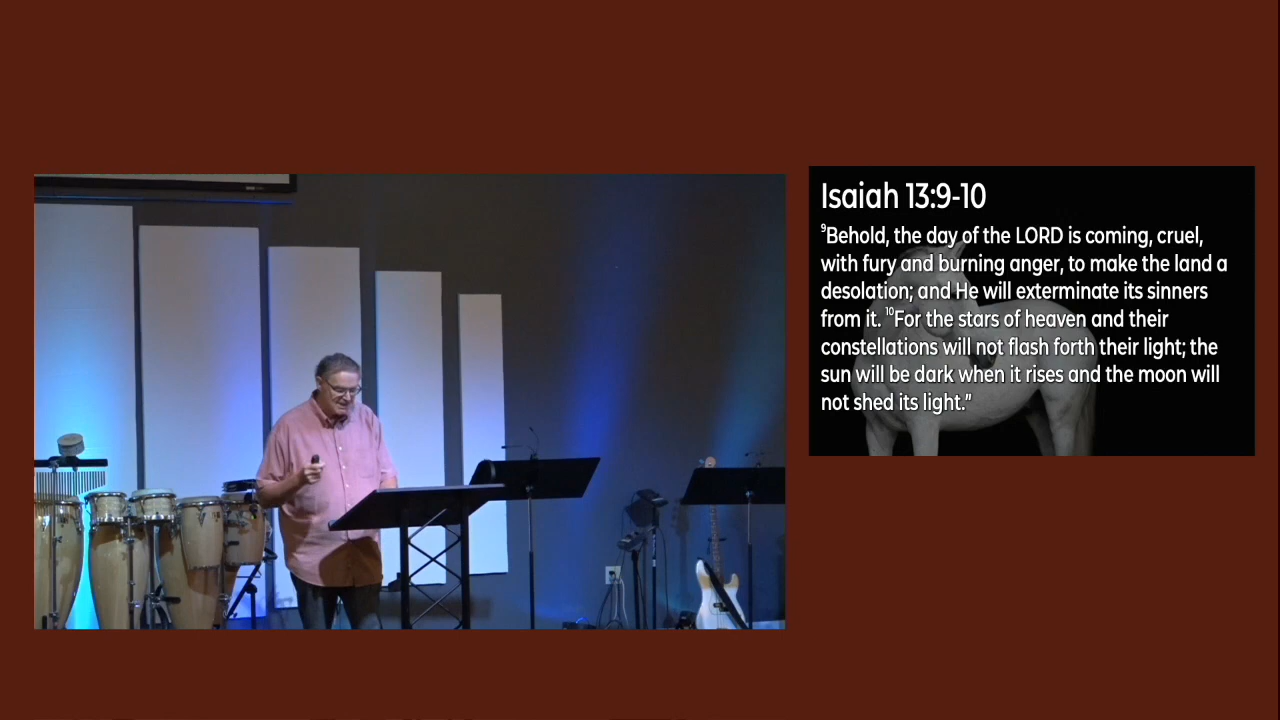 Isaiah 13:9-10
⁹Behold, the day of the LORD is coming, cruel,
with fury and burning anger, to make the land a
desolation; and He will exterminate its sinners
from it. ¹⁰For the stars of heaven and their
constellations will not flash forth their light; the
sun will be dark when it rises and the moon will
not shed its light.”